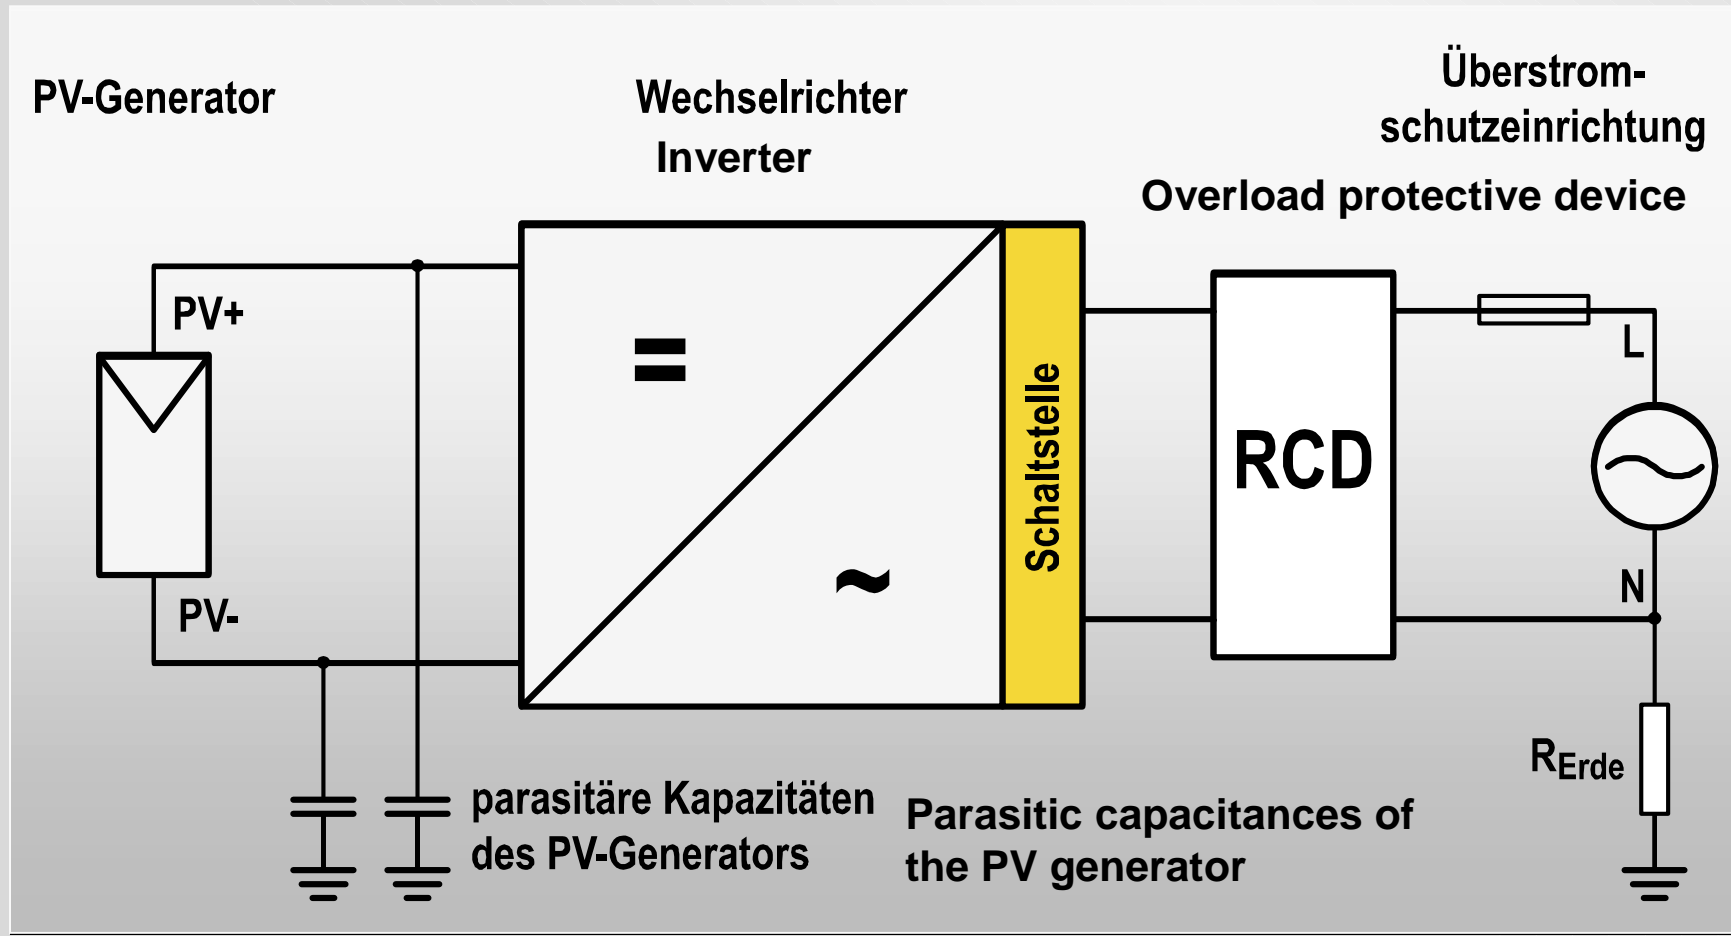 PV-Generator
Wechselrichter
Inverter
Überstrom-
schutzeinrichtung
Overload protective device
PV+
PV-
=
~
Schaltstelle
RCD
L
N
RErde
parasitäre Kapazitäten
des PV-Generators
Parasitic capacitances of
the PV generator